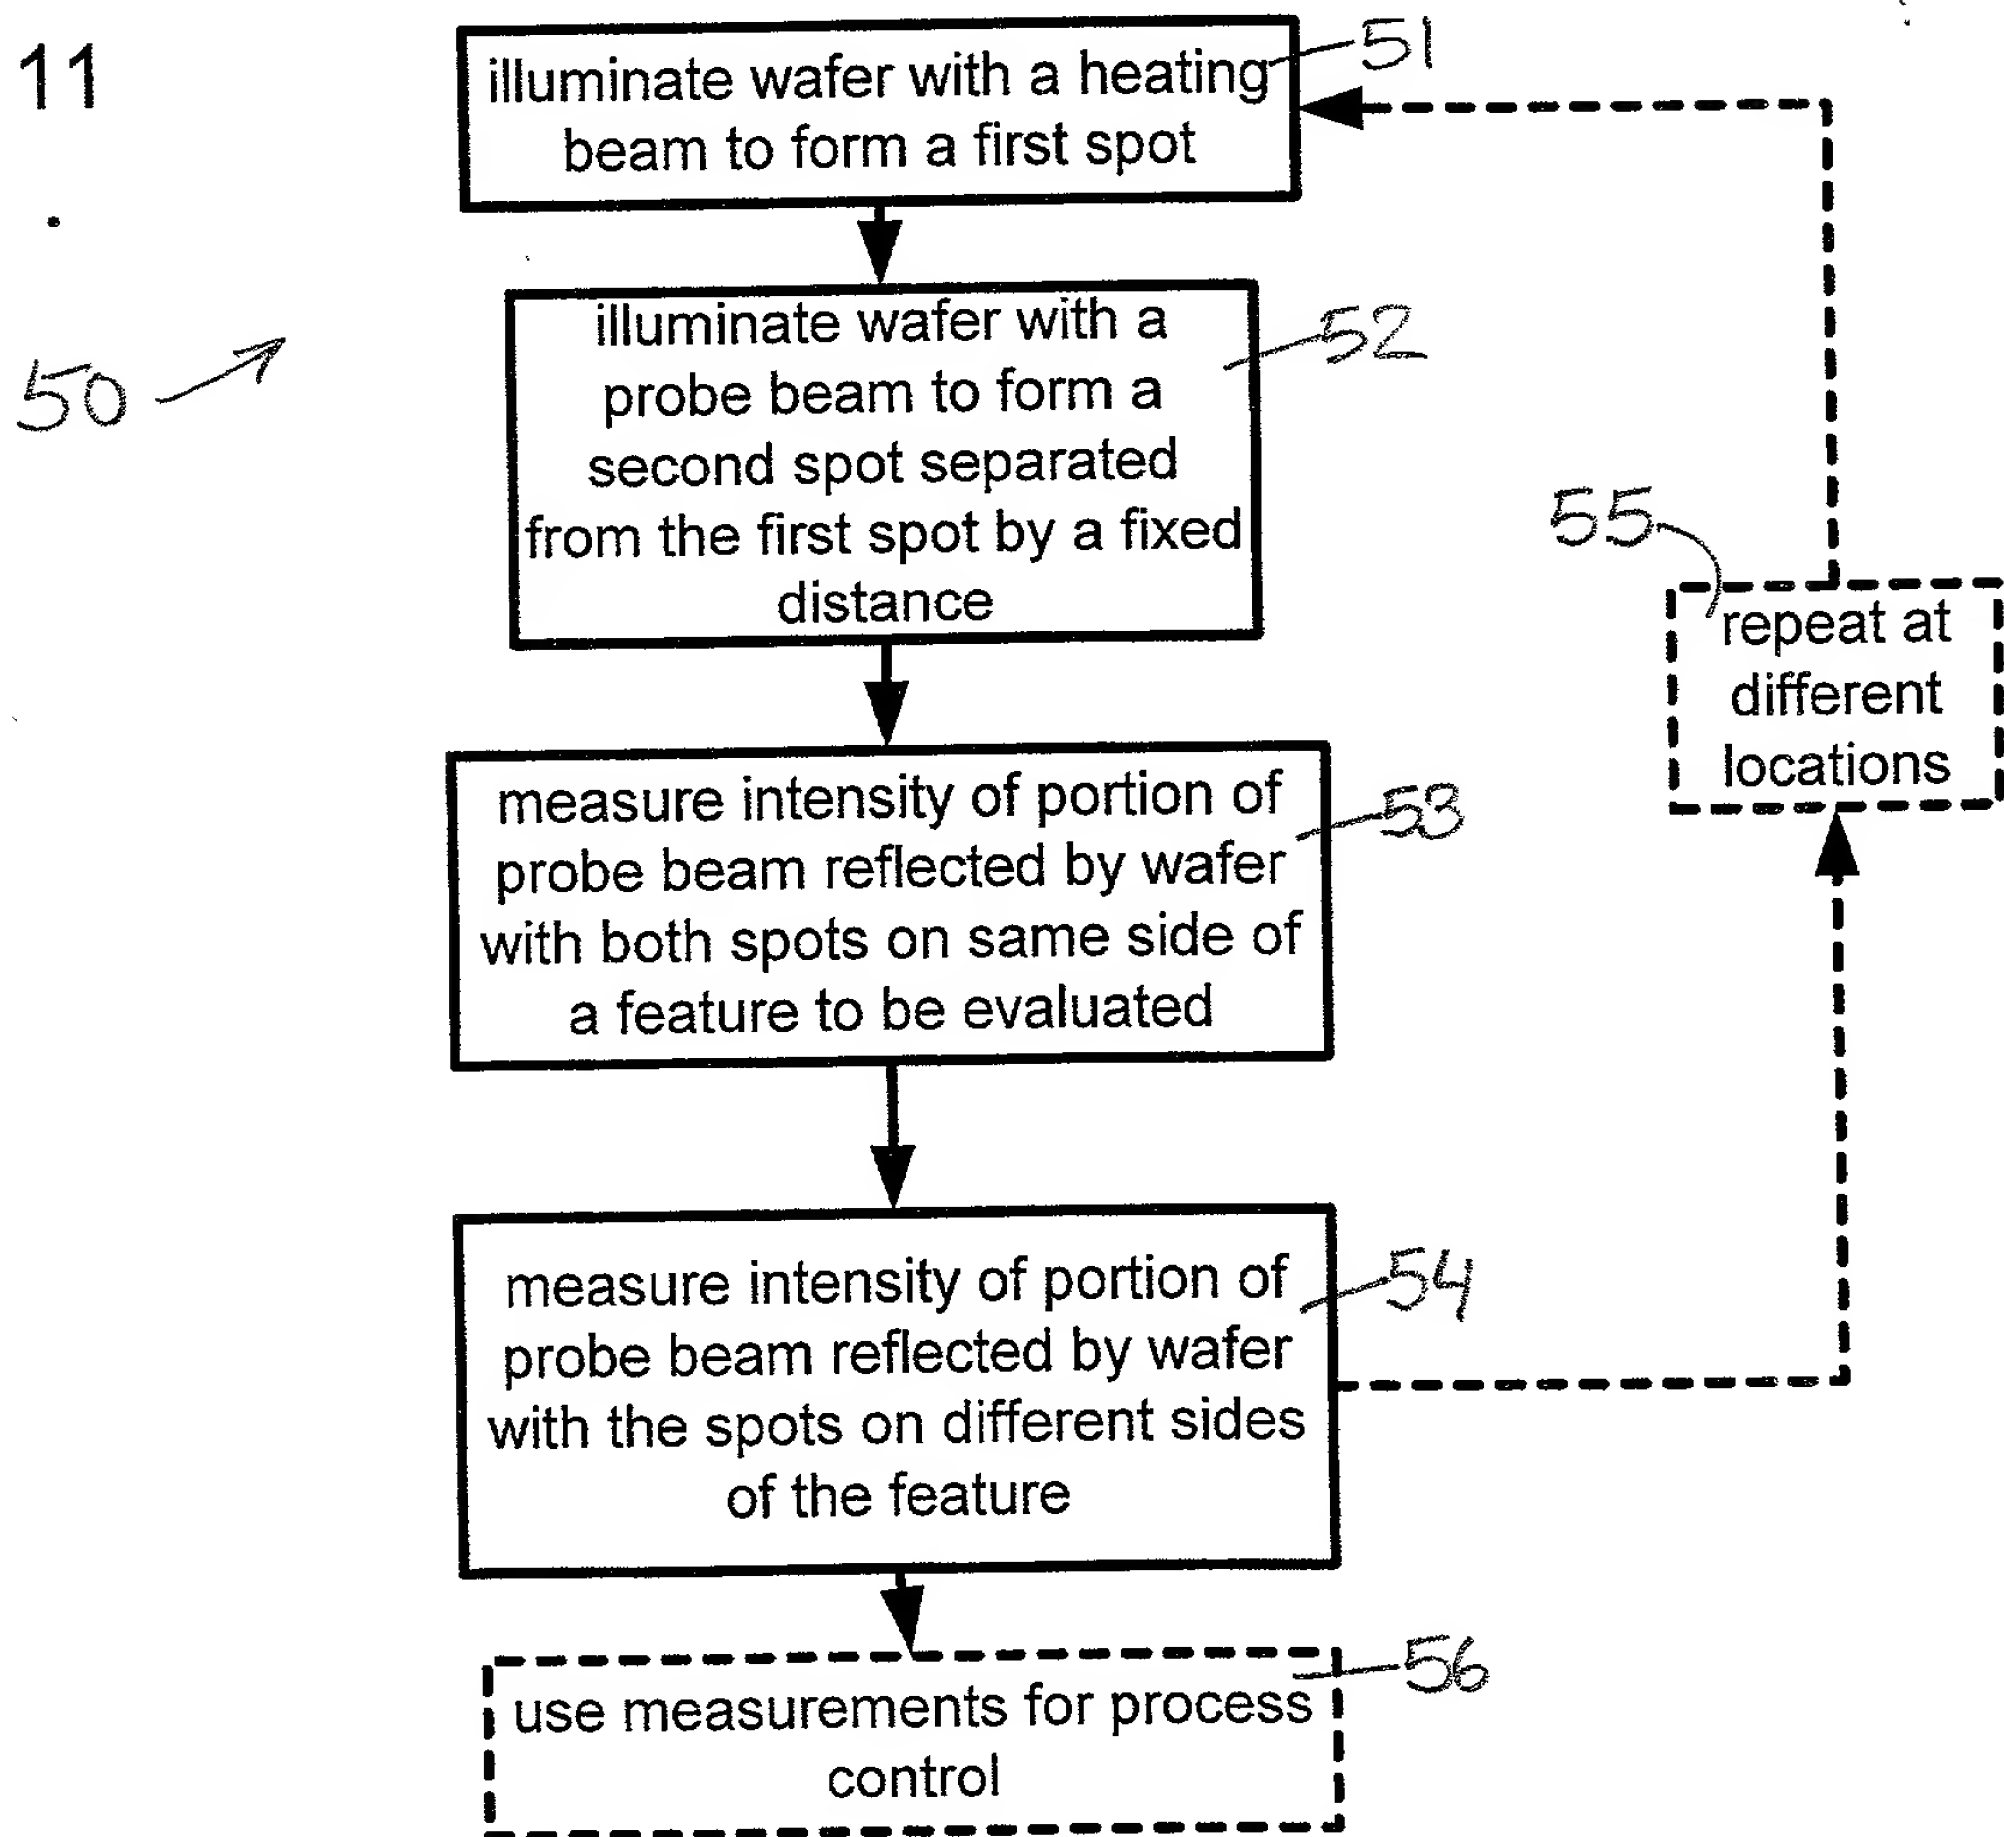 11
illuminate wafer with a heating
beam to form a first spot
51
50
illuminate wafer with a
probe beam to form a
second spot separated
from the first spot by a fixed
distance
52
measure intensity of portion of
probe beam reflected by wafer
with both spots on same side of
a feature to be evaluated
53
55
repeat at
different
locations
measure intensity of portion of
probe beam reflected by wafer
with the spots on different sides
of the feature
54
use measurements for process
control
56